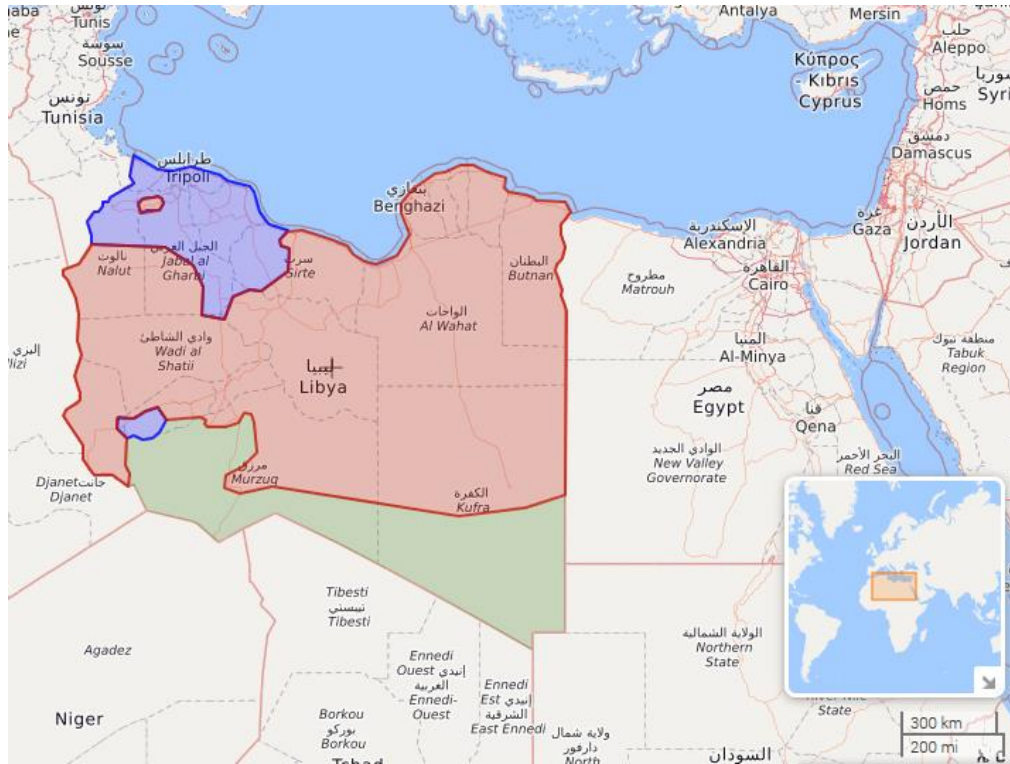 تونس
Tunis
Antalya
Mersin
حلب
Aleppo
سوسة
Sousse
Κύπρος
- Kıbrıs
Cyprus
حمص
Homs
تونس
Tunisia
دمشق
Damascus
طرابلس
Tripoli
بنغازي
Benghazi
غزة
Gaza
الأردن
Jordan
الإسكندرية
Alexandria
القاهرة
Cairo
نالوت
Nalut
الجبل الغربي
Jabal al
Gharbi
سرت
Sirte
البطنان
Butnan
مطروح
Matrouh
الواحات
Al Wahat
المنيا
Al-Minya
منطقة تبوك
Tabuk
Region
وادي الشاطئ
Wadi al
Shatii
ليبيا
Libya
مصر
Egypt
قنا
Qena
الوادي الجديد
New Valley
Governorate
البحر الأحمر
Red Sea
Djanet جانت
Djanet
مرزق
Murzuq
الكفرة
Kufra
Tibesti
تيبستي
Tibesti
الولاية الشمالية
Northern
State
Agadez
Ennedi
Ouest إنيدي
الغربية
Ennedi-
Ouest
Ennedi
Est إنيدي
الشرقية
East Ennedi
Niger
Borkou
بوركو
Borkou
ولاية شمال
دارفور
North
السودان
State
300 km
200 mi